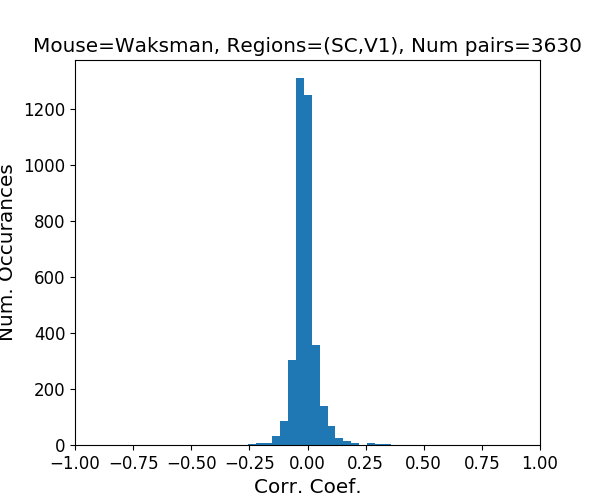 Mouse=Waksman, Regions=(SC,V1), Num pairs=3630
1200
1000
800
600
400
200
0
Num. Occurances
−1.00 −0.75 −0.50 −0.25 0.00 0.25 0.50 0.75 1.00
Corr. Coef.